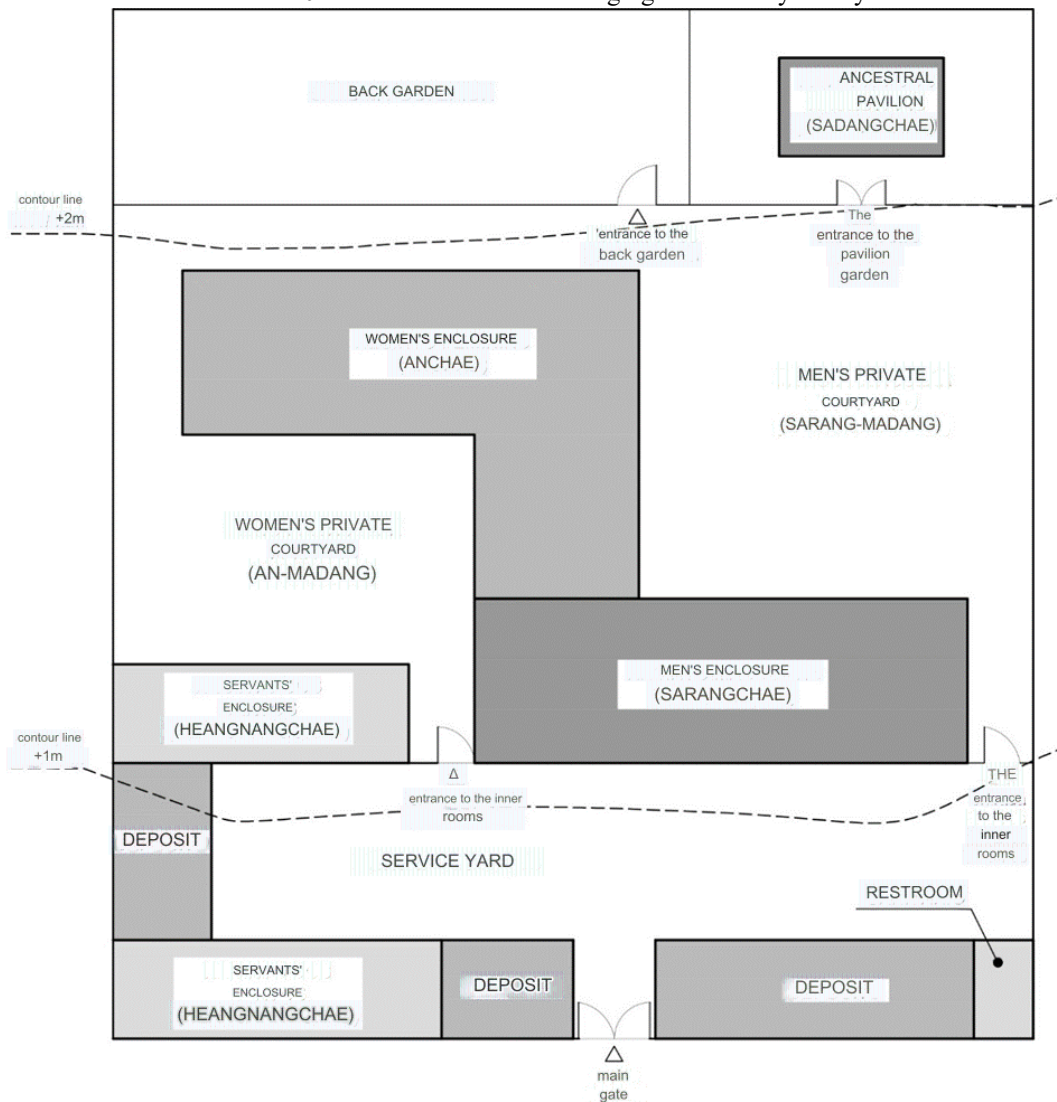 BACK GARDEN
ANCESTRAL
PAVILION
(SADANGCHAE)
contour line
+2m
'entrance to the
back garden
The
entrance to the
pavilion
garden
WOMEN'S ENCLOSURE
(ANCHAE)
MEN'S PRIVATE
COURTYARD
(SARANG-MADANG)
WOMEN'S PRIVATE
COURTYARD
(AN-MADANG)
SERVANTS'
ENCLOSURE
(HEANGNANGCHAE)
MEN'S ENCLOSURE
(SARANGCHAE)
contour line
+1m
Δ
entrance to the inner
rooms
THE
entrance
to the
inner
rooms
DEPOSIT
SERVICE YARD
RESTROOM
SERVANTS'
ENCLOSURE
(HEANGNANGCHAE)
DEPOSIT
DEPOSIT
main
gate